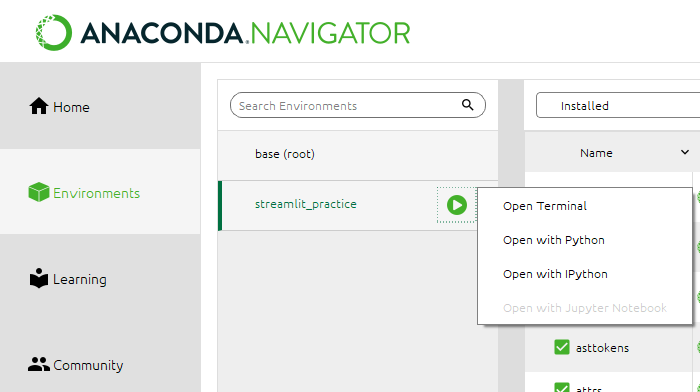 ANACONDA.NAVIGATOR
Home
Environments
Learning
Community
Search Environments
base (root)
streamlit_practice
Installed
Name
Open Terminal
Open with Python
Open with IPython
Open with Jupyter Notebook
asttokens
attrs